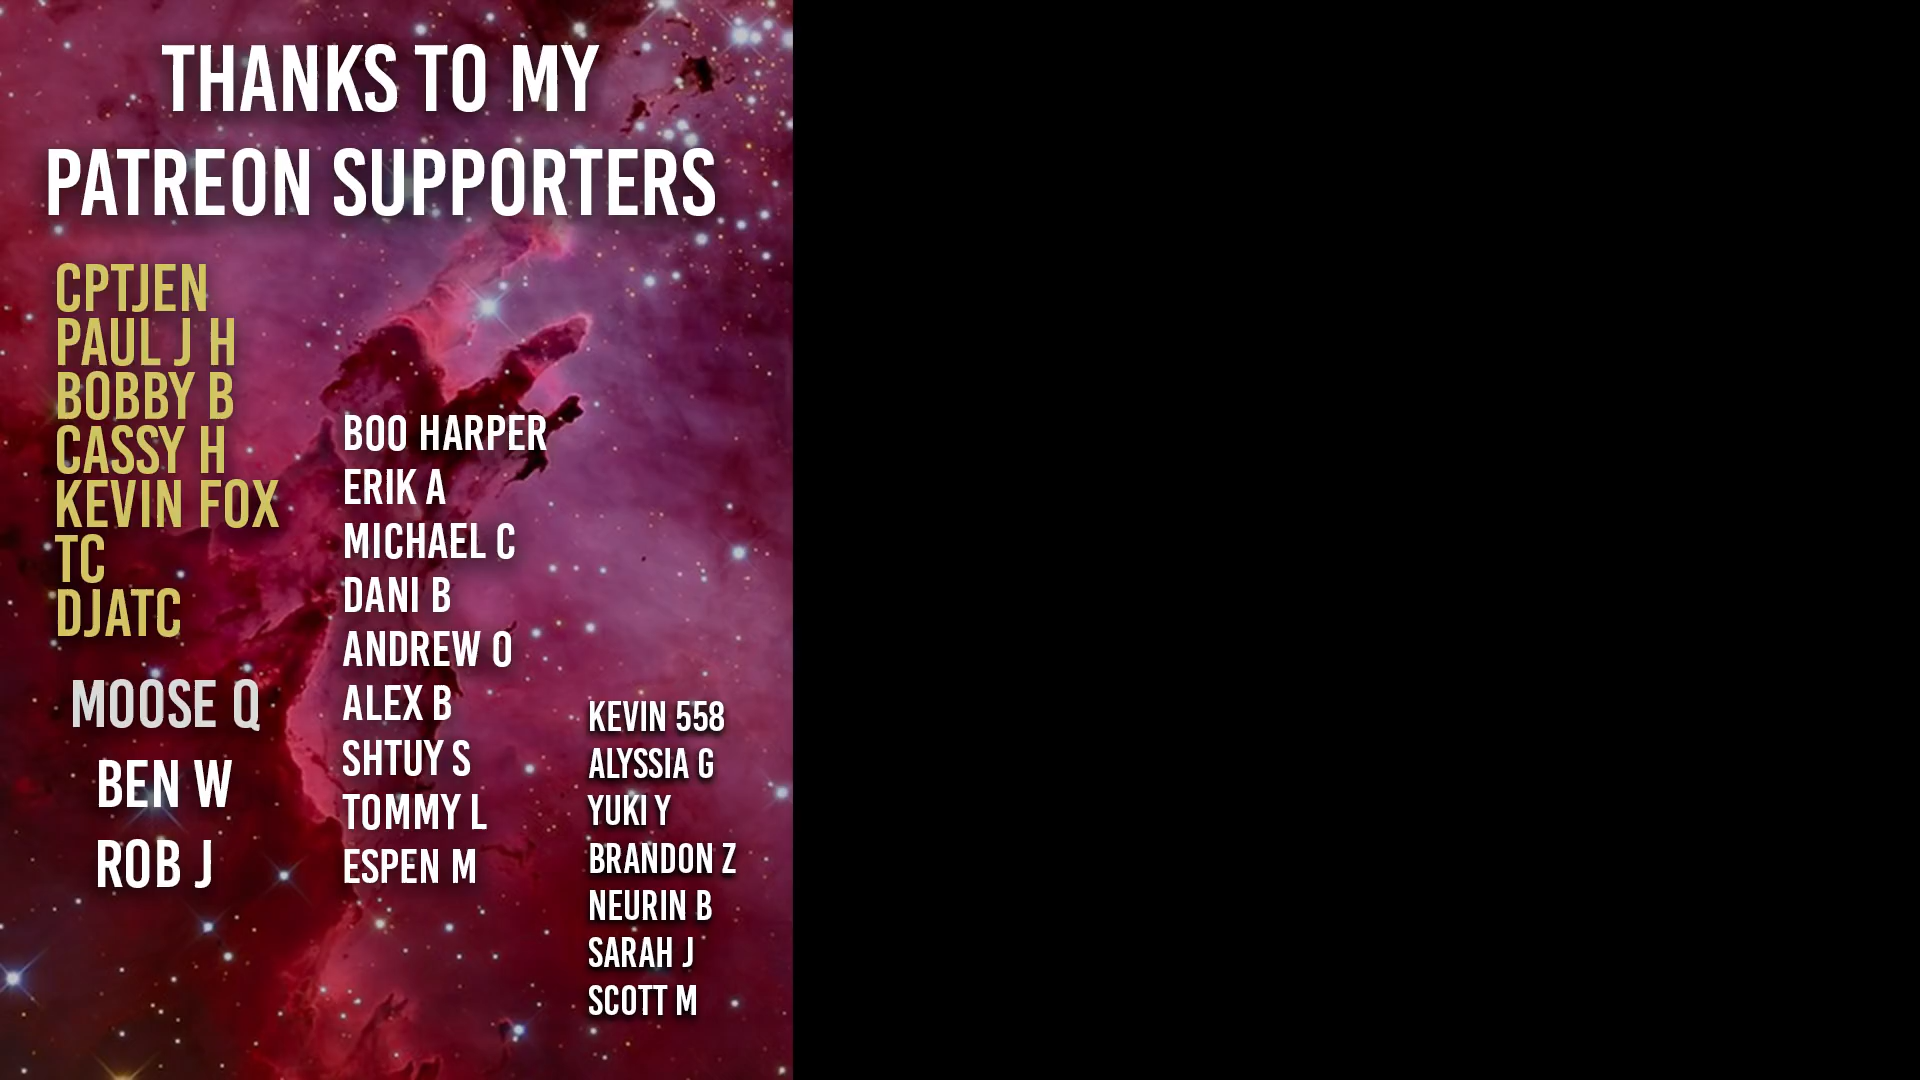 THANKS TO MY
PATREON SUPPORTERS
CPTJEN
PAUL J H
BOBBY B
CASSY H
KEVIN FOX
TC
DJATC
MOOSE Q
BEN W
ROB J
BOO HARPER
ERIK A
MICHAEL C
DANI B
ANDREW O
ALEX B
SHTUY S
TOMMY L
ESPEN M
KEVIN 558
ALYSSIA G
YUKI Y
BRANDON Z
NEURIN B
SARAH J
SCOTT M